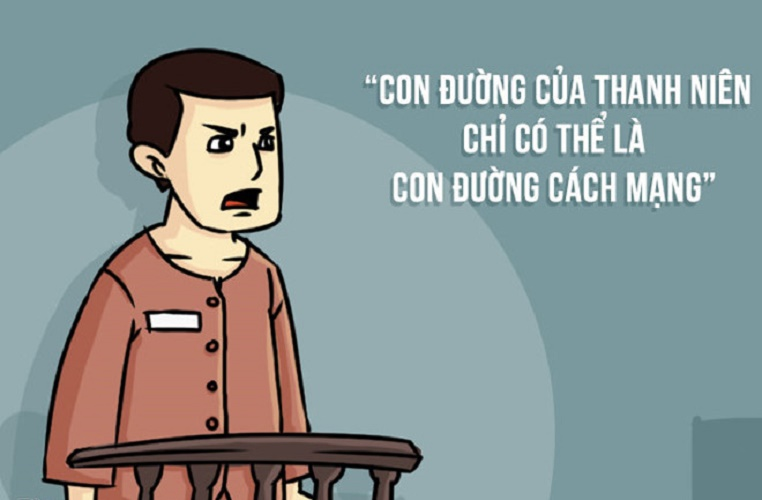 “CON ĐƯỜNG CỦA THANH NIÊN
CHỈ CÓ THỂ LÀ
CON ĐƯỜNG CÁCH MẠNG”